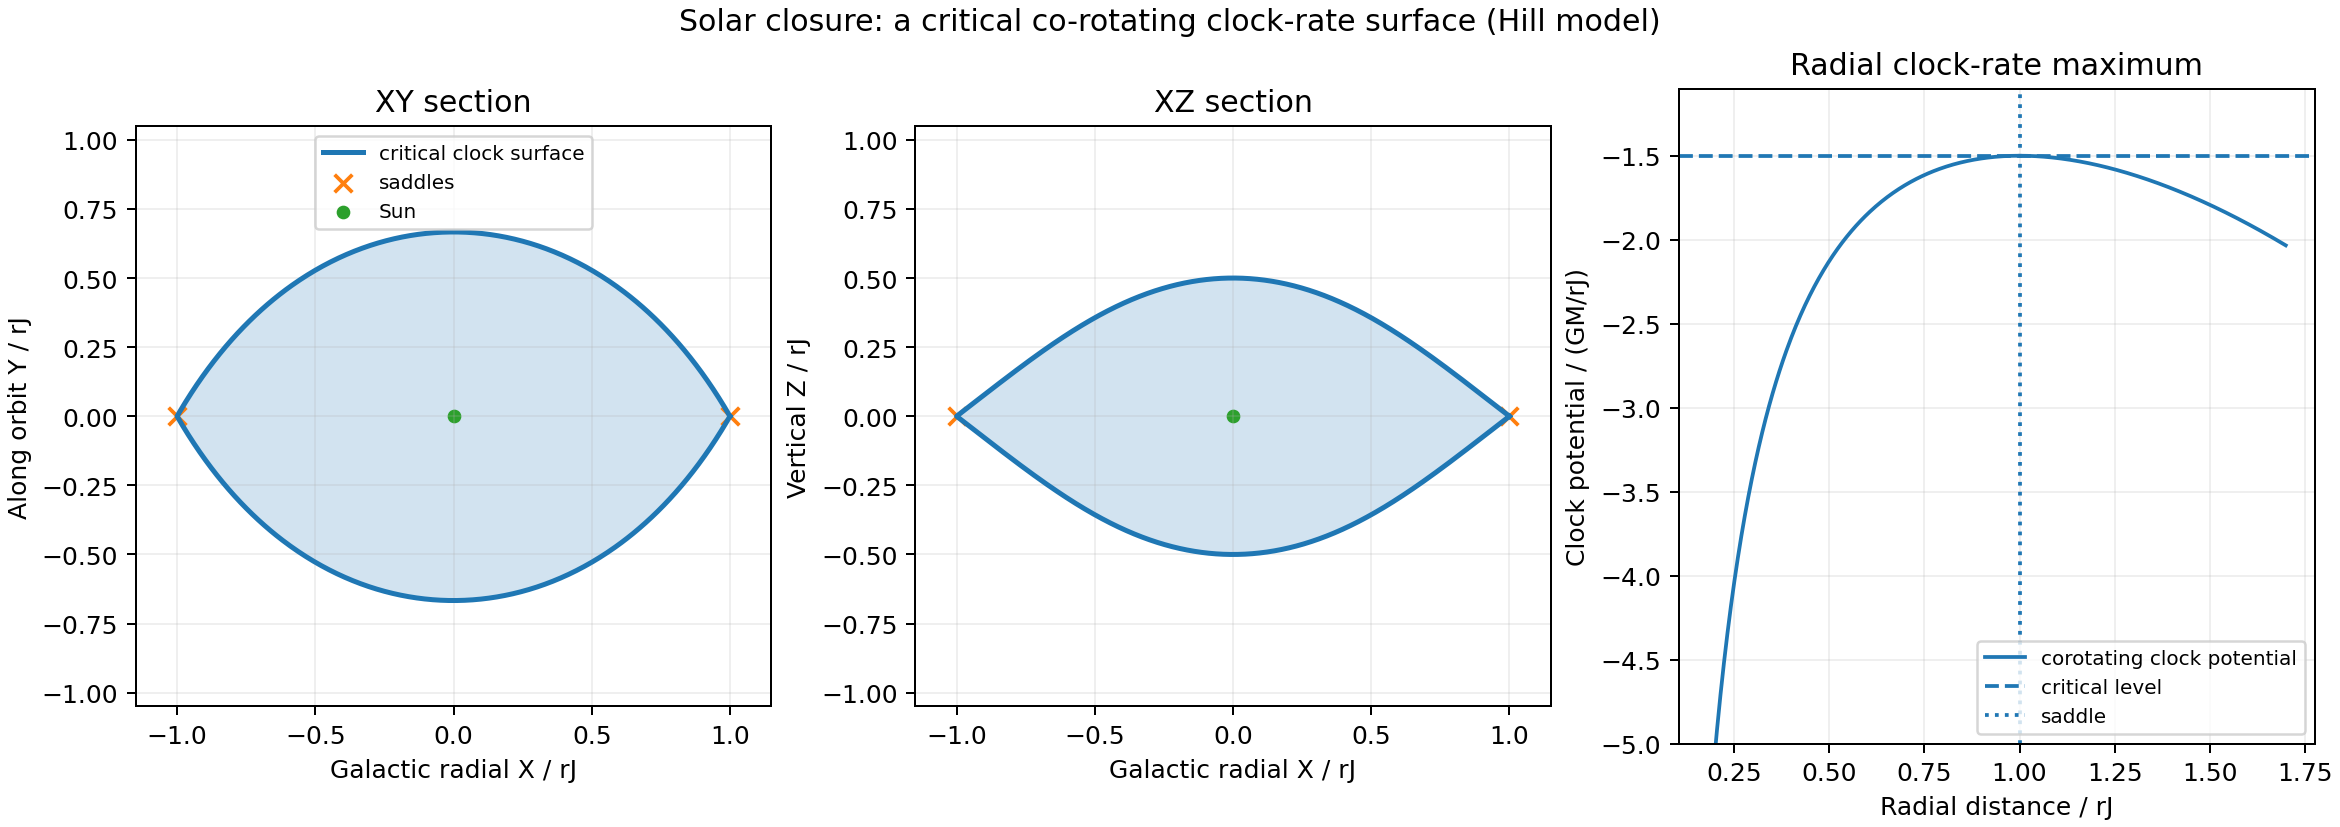 Solar closure: a critical co-rotating clock-rate surface (Hill model)
XY section
1.00
0.75
0.50
0.25
0.00
−0.25
−0.50
−0.75
−1.00
Along orbit Y / rJ
critical clock surface
saddles
Sun
−1.0 −0.5 0.0 0.5 1.0
Galactic radial X / rJ
XZ section
1.00
0.75
0.50
0.25
0.00
−0.25
−0.50
−0.75
−1.00
Vertical Z / rJ
−1.0 −0.5 0.0 0.5 1.0
Galactic radial X / rJ
Radial clock-rate maximum
−1.5
−2.0
−2.5
−3.0
−3.5
−4.0
−4.5
−5.0
Clock potential / (GM/rJ)
corotating clock potential
critical level
saddle
0.25 0.50 0.75 1.00 1.25 1.50 1.75
Radial distance / rJ